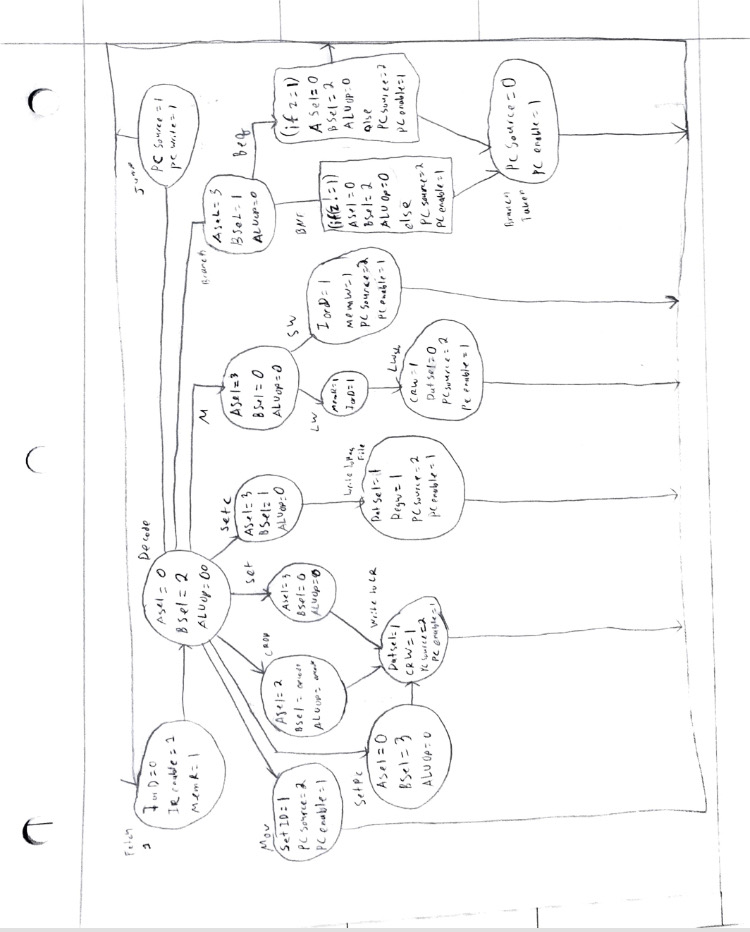 Fetch
1
IorD=0
IR enable=1
MemR=1
Decode
Asel=0
Bsel=2
ALUop=00
Mov
Set ID=1
PC source=2
PC enable=1
SetPc
Asel=0
BSel=3
ALUOP=0
CROP
Asel=2
Bsel=
ALUop=
Set
Asel=3
Bsel=0
ALUop=0
Write to CR
Datsel=1
CRW=1
PC source=2
PC enable=1
Setc
Asel=3
BSel=1
ALUop=0
Write to Reg
File
Datsel=1
Regw=1
PC source=2
PC enable=1
M
Asel=3
Bsel=0
ALUop=0
LW
MemR=1
IorD=1
LWsh
CRW=1
Datsel=0
PC source=2
PC enable=1
SW
IorD=1
MemW=1
PC source=2
PC enable=1
Branch
Asel=3
BSel=1
ALUop=0
BNE
(if z!=1)
Asel=0
Bsel=2
ALUOP=0
else
PC source=2
PC enable=1
Beq
(if z=1)
A sel=0
Bsel=2
ALUOP=0
else
PC source=2
PC enable=1
Branch
Taken
PC Source=0
PC enable=1
Jump
PC source=1
PC write=1